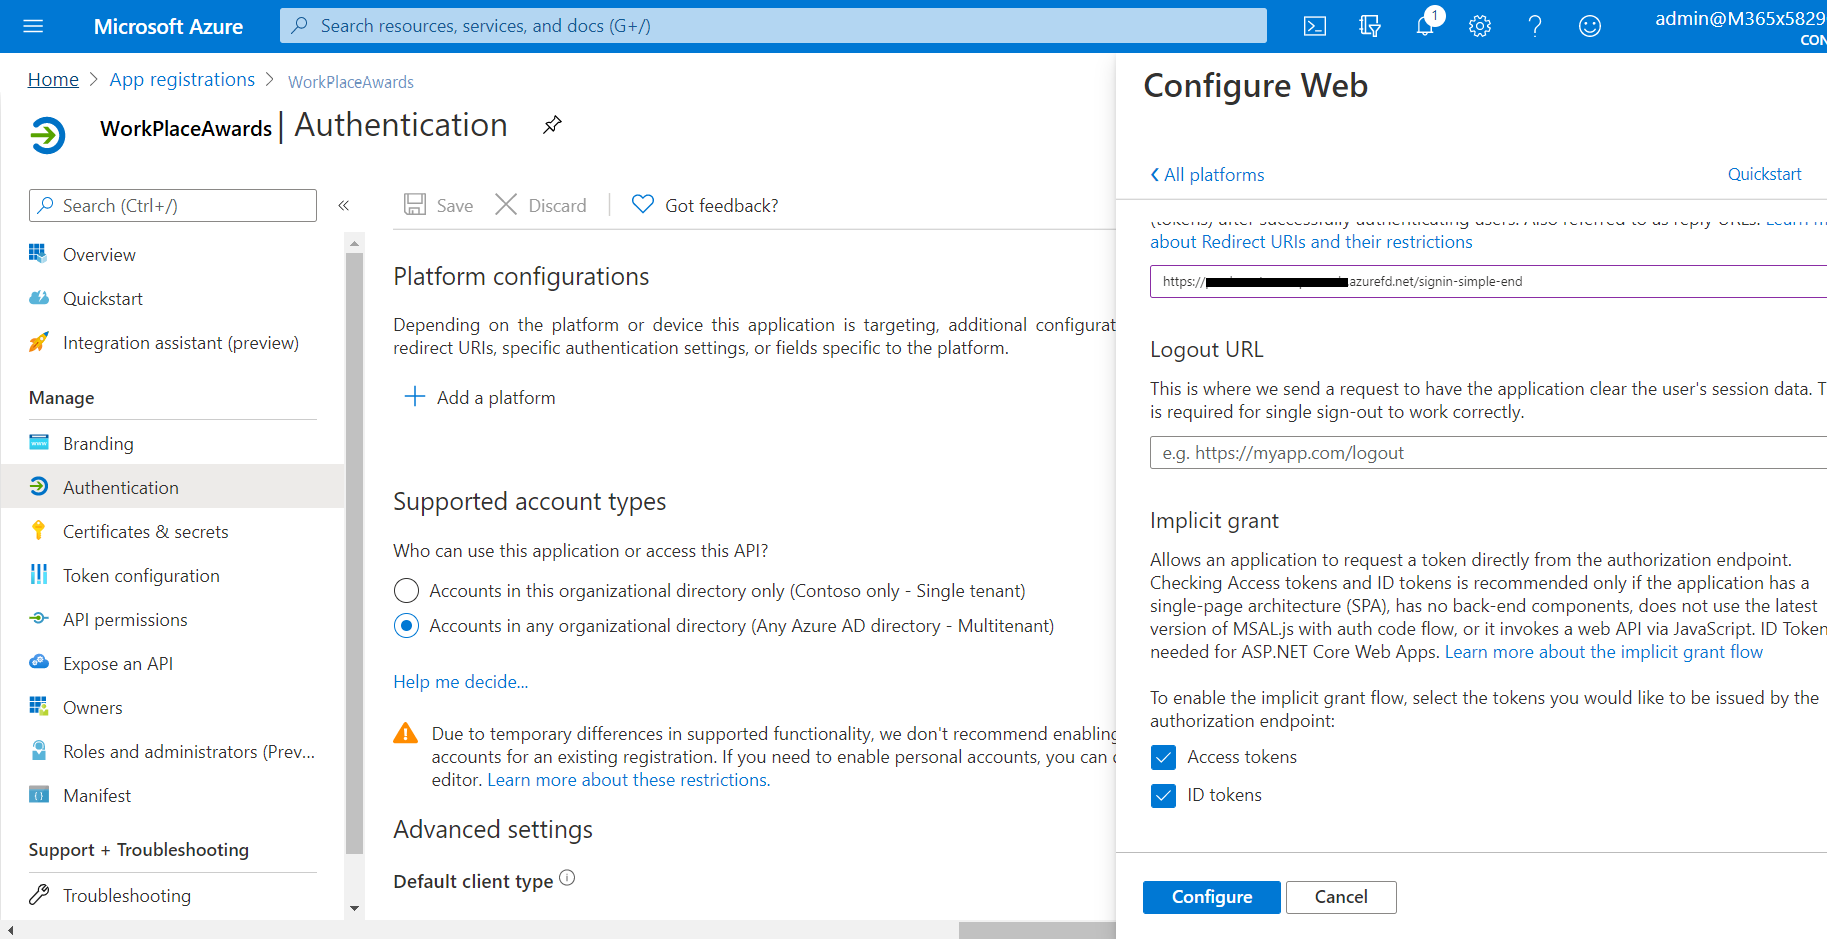 Microsoft Azure
Search resources, services, and docs (G+/)
1
admin@M365x5829
CON
Home > App registrations > WorkPlaceAwards
WorkPlaceAwards | Authentication
Search (Ctrl+/)
«
Overview
Quickstart
Integration assistant (preview)
Manage
Branding
Authentication
Certificates & secrets
Token configuration
API permissions
Expose an API
Owners
Roles and administrators (Prev...
Manifest
Support + Troubleshooting
Troubleshooting
Save
Discard
Got feedback?
Platform configurations
Depending on the platform or device this application is targeting, additional configurat
redirect URIs, specific authentication settings, or fields specific to the platform.
Add a platform
Supported account types
Who can use this application or access this API?
Accounts in this organizational directory only (Contoso only - Single tenant)
Accounts in any organizational directory (Any Azure AD directory - Multitenant)
Help me decide...
Due to temporary differences in supported functionality, we don't recommend enabling
accounts for an existing registration. If you need to enable personal accounts, you can
editor. Learn more about these restrictions.
Advanced settings
Default client type
Configure Web
All platforms
Quickstart
(tokens) after successfully authenticating users. Also referred to as reply URLs. Learn m
about Redirect URIs and their restrictions
https:// azurefd.net/signin-simple-end
Logout URL
This is where we send a request to have the application clear the user's session data. T
is required for single sign-out to work correctly.
e.g. https://myapp.com/logout
Implicit grant
Allows an application to request a token directly from the authorization endpoint.
Checking Access tokens and ID tokens is recommended only if the application has a
single-page architecture (SPA), has no back-end components, does not use the latest
version of MSAL.js with auth code flow, or it invokes a web API via JavaScript. ID Token
needed for ASP.NET Core Web Apps. Learn more about the implicit grant flow
To enable the implicit grant flow, select the tokens you would like to be issued by the
authorization endpoint:
Access tokens
ID tokens
Configure
Cancel